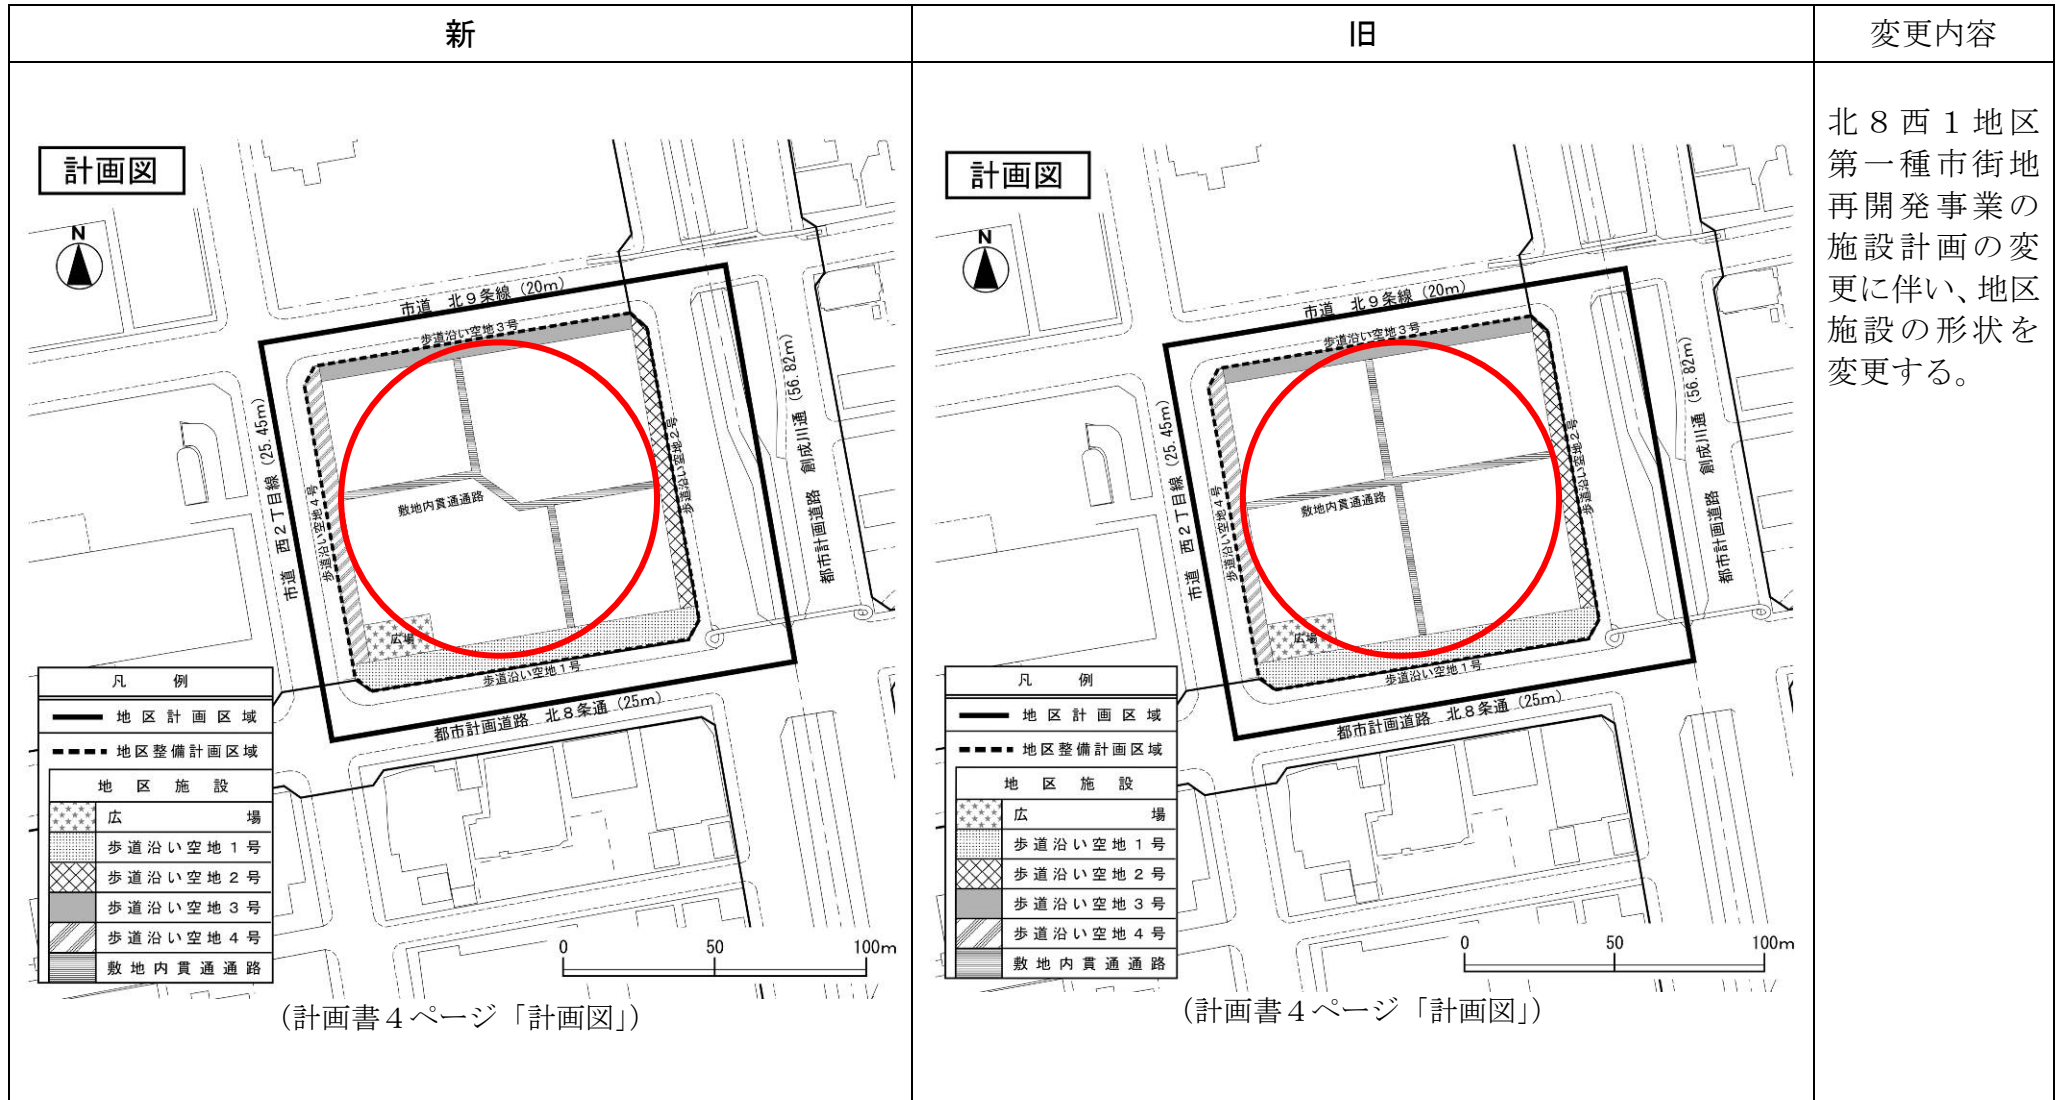 新
旧
変更内容
計画図
N
市道 北9条線(20m)
歩道沿い空地3号
市道 西2丁目線(25.45m)
歩道沿い空地4号
敷地内貫通通路
歩道沿い空地2号
都市計画道路 創成川通(56.82m)
広場
歩道沿い空地1号
都市計画道路 北8条通(25m)
凡例
地区計画区域
地区整備計画区域
地区施設
広場
歩道沿い空地1号
歩道沿い空地2号
歩道沿い空地3号
歩道沿い空地4号
敷地内貫通通路
0 50 100m
(計画書4ページ「計画図」)
計画図
N
市道 北9条線(20m)
歩道沿い空地3号
市道 西2丁目線(25.45m)
歩道沿い空地4号
敷地内貫通通路
歩道沿い空地2号
都市計画道路 創成川通(56.82m)
広場
歩道沿い空地1号
都市計画道路 北8条通(25m)
凡例
地区計画区域
地区整備計画区域
地区施設
広場
歩道沿い空地1号
歩道沿い空地2号
歩道沿い空地3号
歩道沿い空地4号
敷地内貫通通路
0 50 100m
(計画書4ページ「計画図」)
北8西1地区
第一種市街地
再開発事業の
施設計画の変
更に伴い、地区
施設の形状を
変更する。